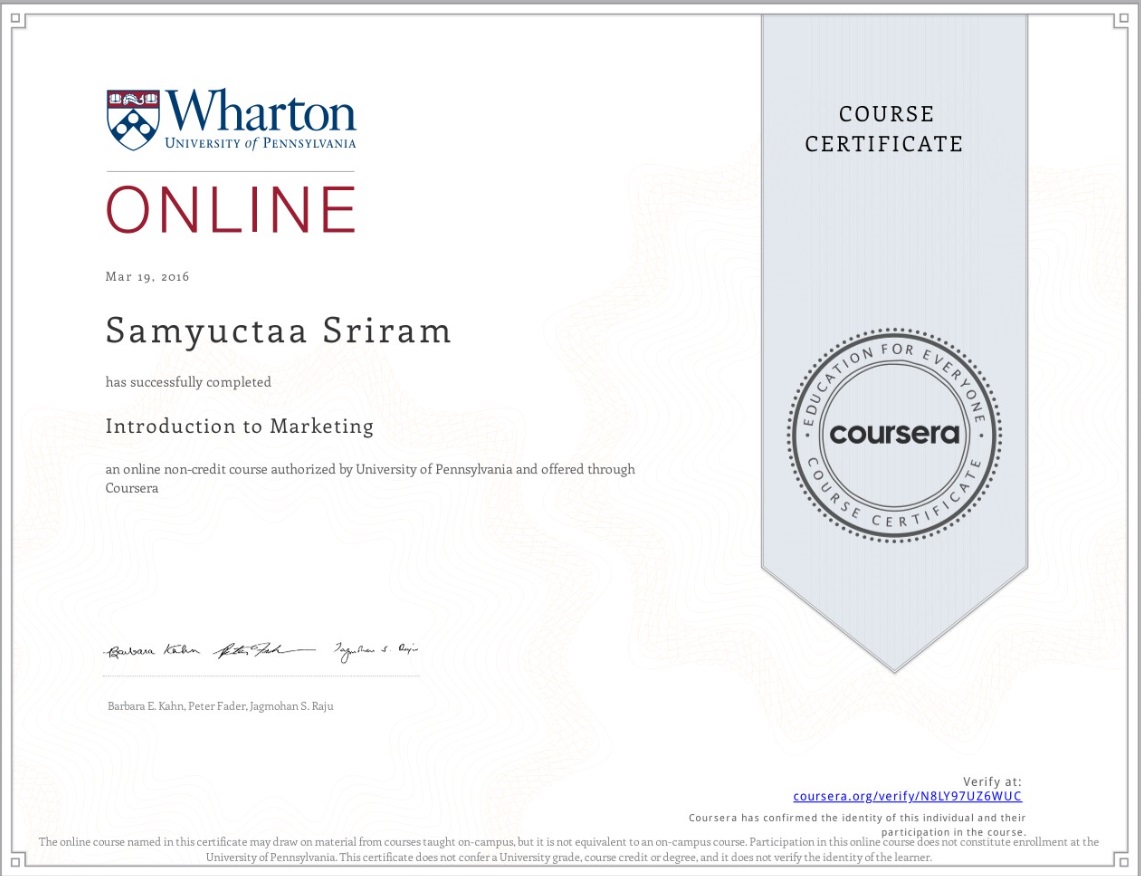 Wharton
UNIVERSITY of PENNSYLVANIA
ONLINE
Mar 19, 2016
Samyuctaa Sriram
has successfully completed
Introduction to Marketing
an online non-credit course authorized by University of Pennsylvania and offered through
Coursera
Barbara Kahn Peter Fader Jagmohan S. Raju
Barbara E. Kahn, Peter Fader, Jagmohan S. Raju
COURSE
CERTIFICATE
EDUCATION FOR EVERYONE
coursera
COURSE CERTIFICATE
Verify at:
coursera.org/verify/N8LY97UZ6WUC
Coursera has confirmed the identity of this individual and their
participation in the course.
The online course named in this certificate may draw on material from courses taught on-campus, but it is not equivalent to an on-campus course. Participation in this online course does not constitute enrollment at the
University of Pennsylvania. This certificate does not confer a University grade, course credit or degree, and it does not verify the identity of the learner.